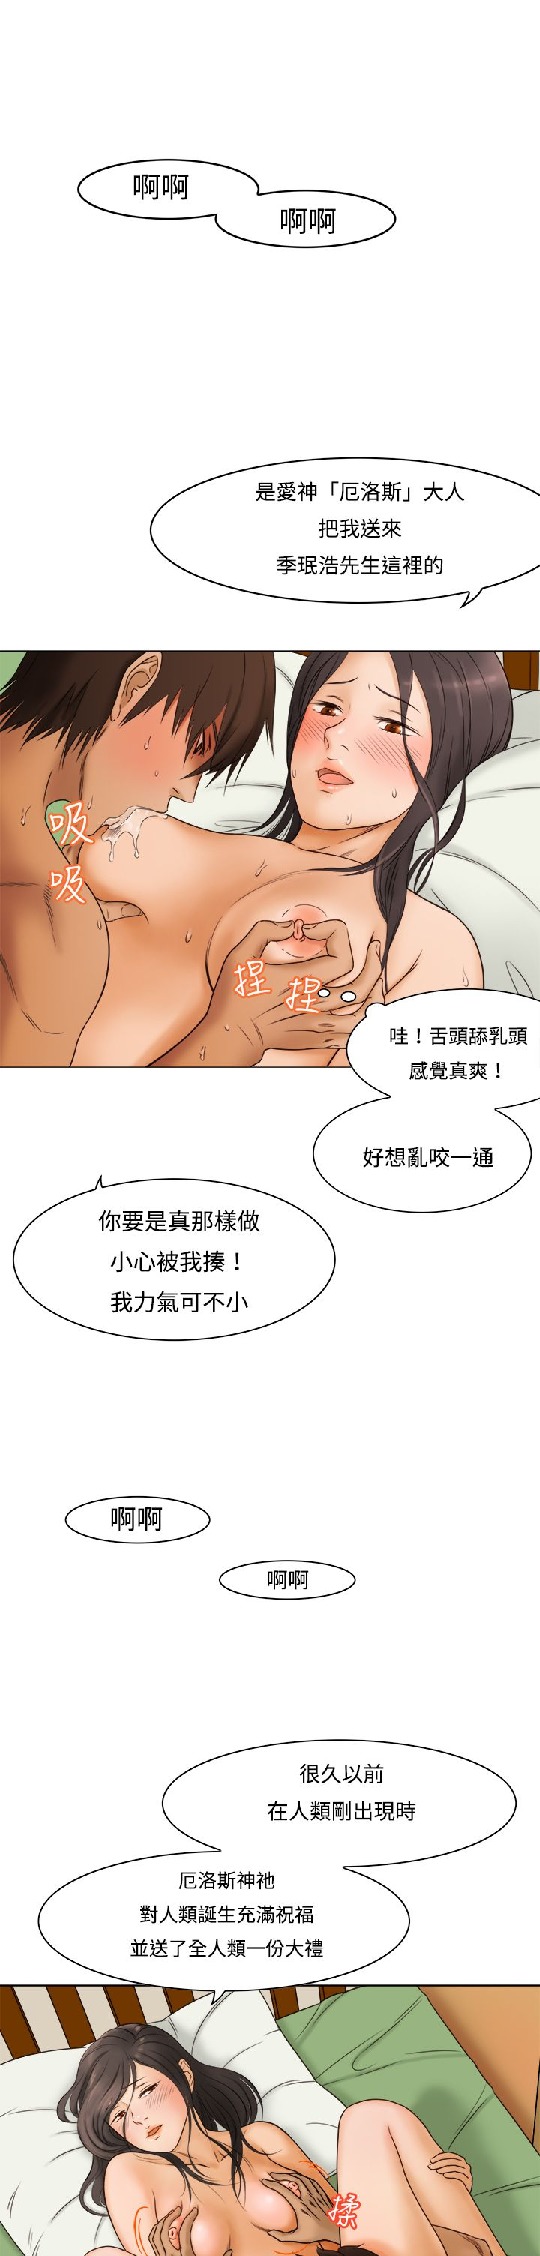 啊啊
啊啊
是愛神「厄洛斯」大人
把我送來
季珉浩先生這裡的
吸
吸
捏
捏
哇！舌頭舔乳頭
感覺真爽！
好想亂咬一通
你要是真那樣做
小心被我揍！
我力氣可不小
啊啊
啊啊
很久以前
在人類剛出現時
厄洛斯神祂
對人類誕生充滿祝福
並送了全人類一份大禮
揉